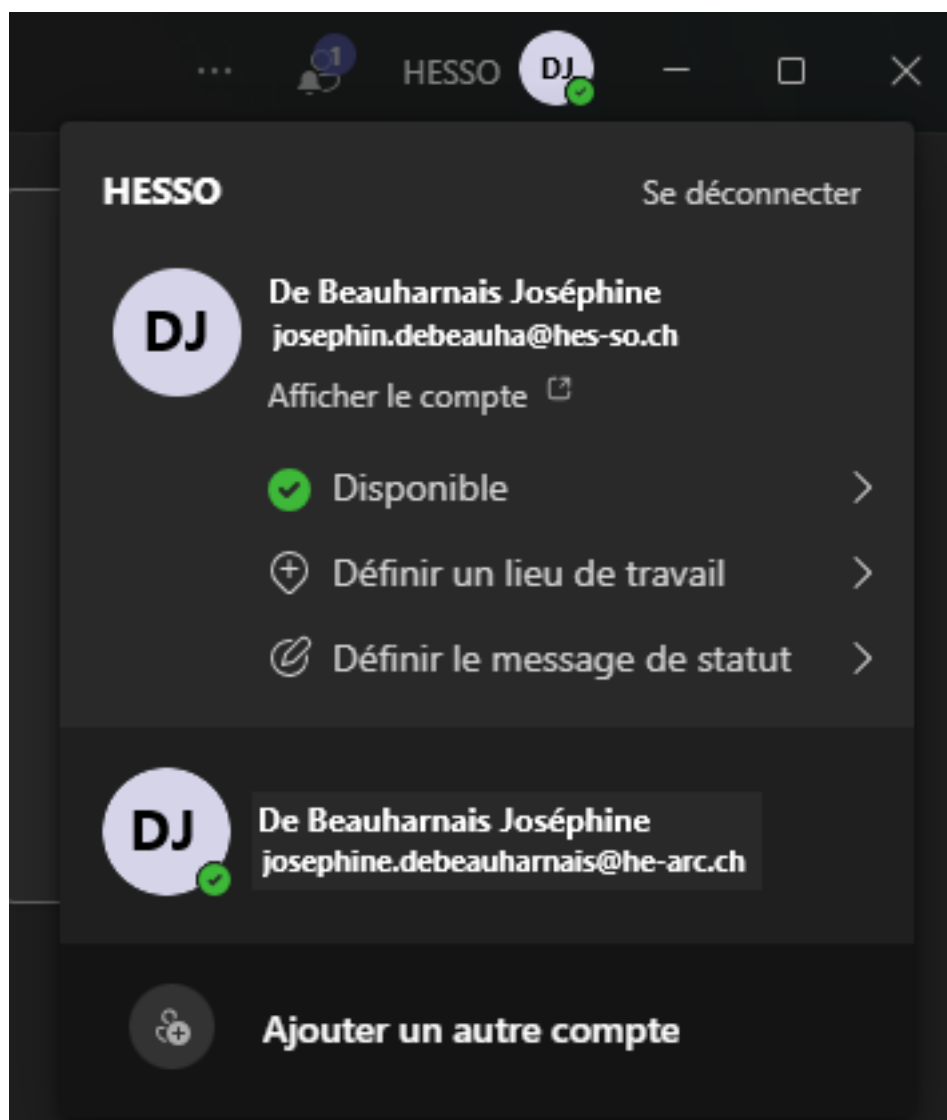 ... 1 HESSO DJ
HESSO Se déconnecter
DJ
De Beauharnais Joséphine
josephin.debeauha@hes-so.ch
Afficher le compte
Disponible
Définir un lieu de travail
Définir le message de statut
DJ
De Beauharnais Joséphine
josephine.debeauharnais@he-arc.ch
Ajouter un autre compte